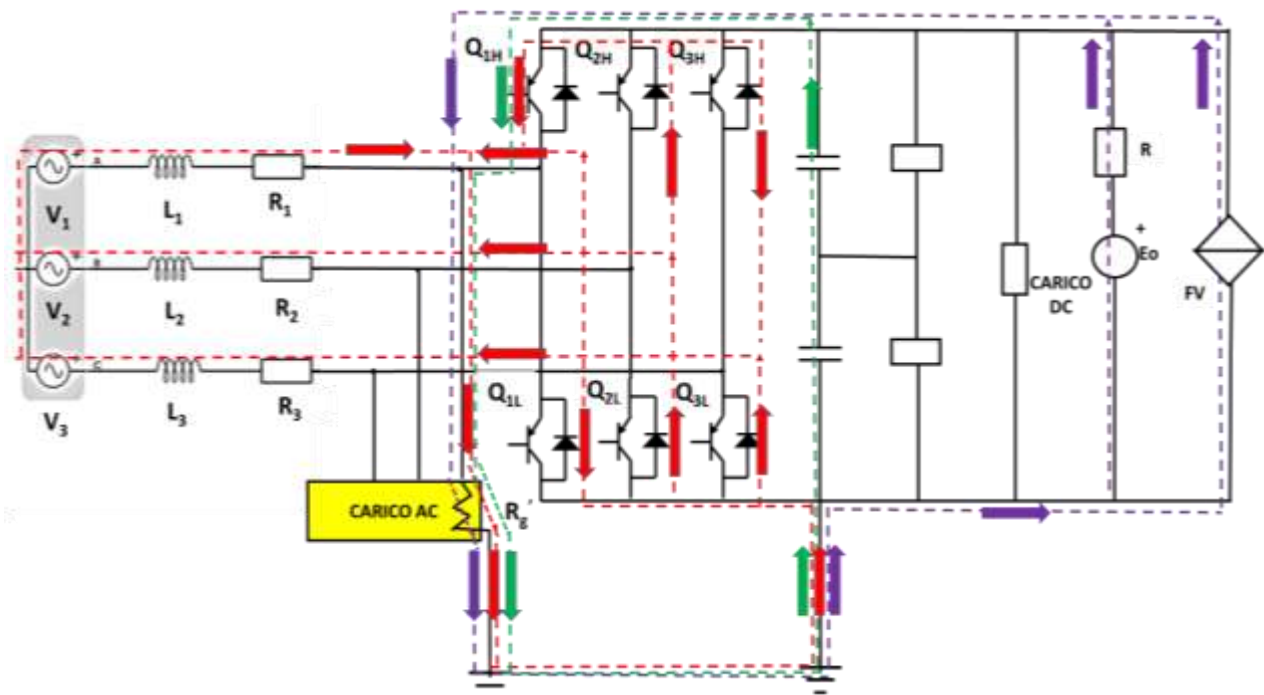 Q1H
Q2H
Q3H
V1
L1
R1
V2
L2
R2
V3
L3
R3
R
+
Eo
CARICO
DC
FV
Q1L
Q2L
Q3L
CARICO AC
Rg'